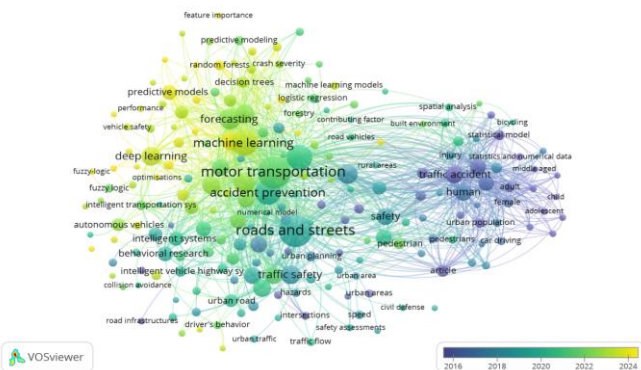 feature importance
predictive modeling
random forests
crash severity
decision trees
machine learning models
predictive models
logistic regression
performance
forestry
spatial analysis
forecasting
contributing factor
built environment
bicycling
vehicle safety
road vehicles
statistical model
machine learning
deep learning
injury
statistics and numerical data
rural areas
middle aged
fuzzy-logic
optimisations
motor transportation
traffic accident
fuzzy logic
accident prevention
human
adult
child
intelligent transportation sys
female
numerical model
adolescent
safety
autonomous vehicles
roads and streets
urban population
intelligent systems
pedestrian
pedestrians
car driving
behavioral research
urban planning
intelligent vehicle highway sy
traffic safety
urban area
article
collision avoidance
hazards
urban areas
urban road
civil defense
road infrastructures
intersections
speed
driver's behavior
safety assessments
urban traffic
traffic flow
VOSviewer
2016 2018 2020 2022 2024